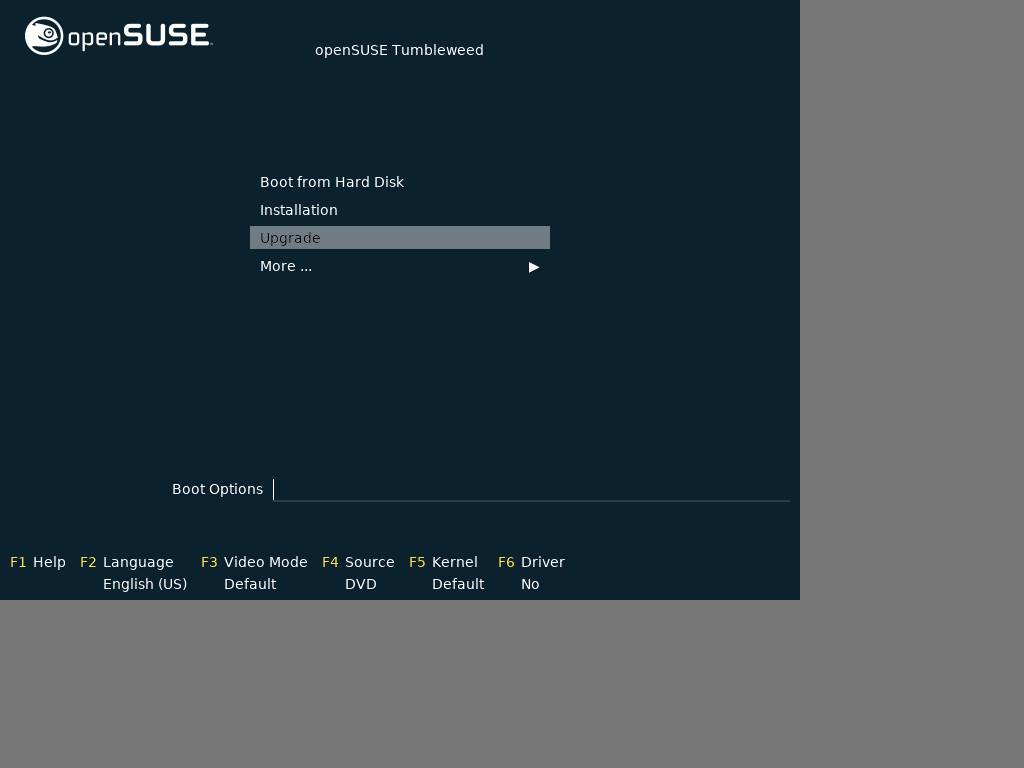 openSUSE
openSUSE Tumbleweed
Boot from Hard Disk
Installation
Upgrade
More ...
Boot Options
F1 Help F2 Language F3 Video Mode F4 Source F5 Kernel F6 Driver
English (US) Default DVD Default No